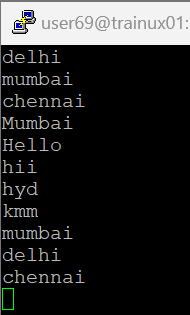 user69@trainux01:
delhi
mumbai
chennai
Mumbai
Hello
hii
hyd
kmm
mumbai
delhi
chennai